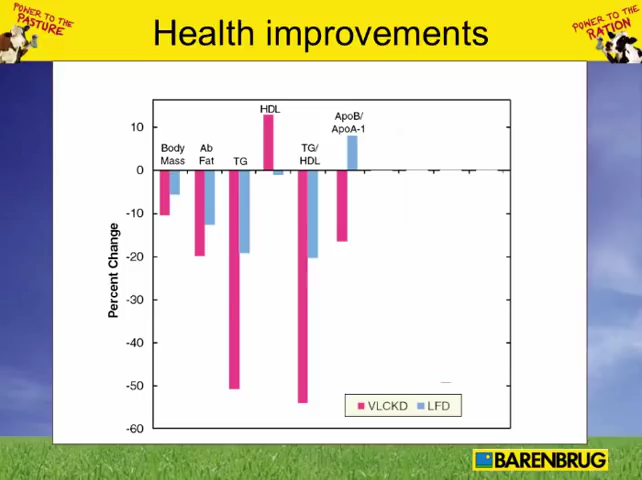 POWER TO THE
PASTURE
Health improvements
POWER TO THE
RATION
HDL
ApoB/
ApoA-1
Body
Mass
Ab
Fat
TG
TG/
HDL
10
0
-10
-20
-30
-40
-50
-60
Percent Change
VLCKD
LFD
BARENBRUG